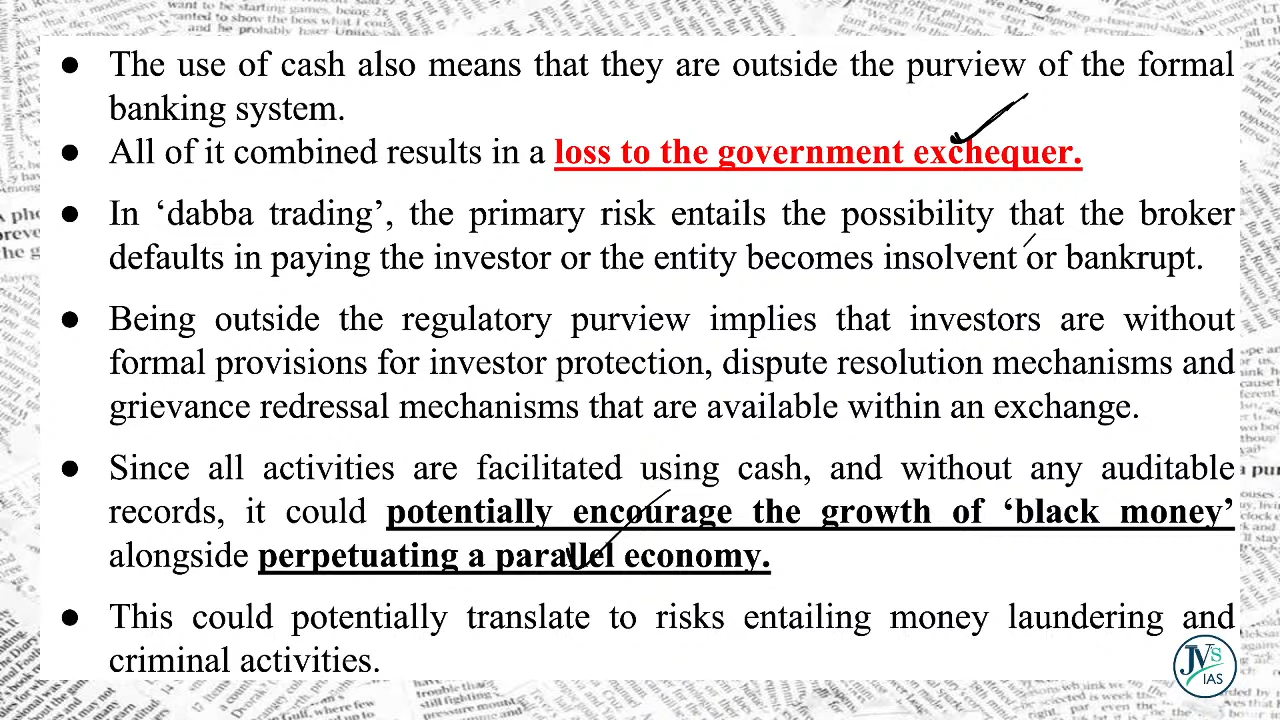 ● The use of cash also means that they are outside the purview of the formal
banking system.
● All of it combined results in a loss to the government exchequer.
● In ‘dabba trading’, the primary risk entails the possibility that the broker
defaults in paying the investor or the entity becomes insolvent or bankrupt.
● Being outside the regulatory purview implies that investors are without
formal provisions for investor protection, dispute resolution mechanisms and
grievance redressal mechanisms that are available within an exchange.
● Since all activities are facilitated using cash, and without any auditable
records, it could potentially encourage the growth of ‘black money’
alongside perpetuating a parallel economy.
● This could potentially translate to risks entailing money laundering and
criminal activities.
JVS
IAS